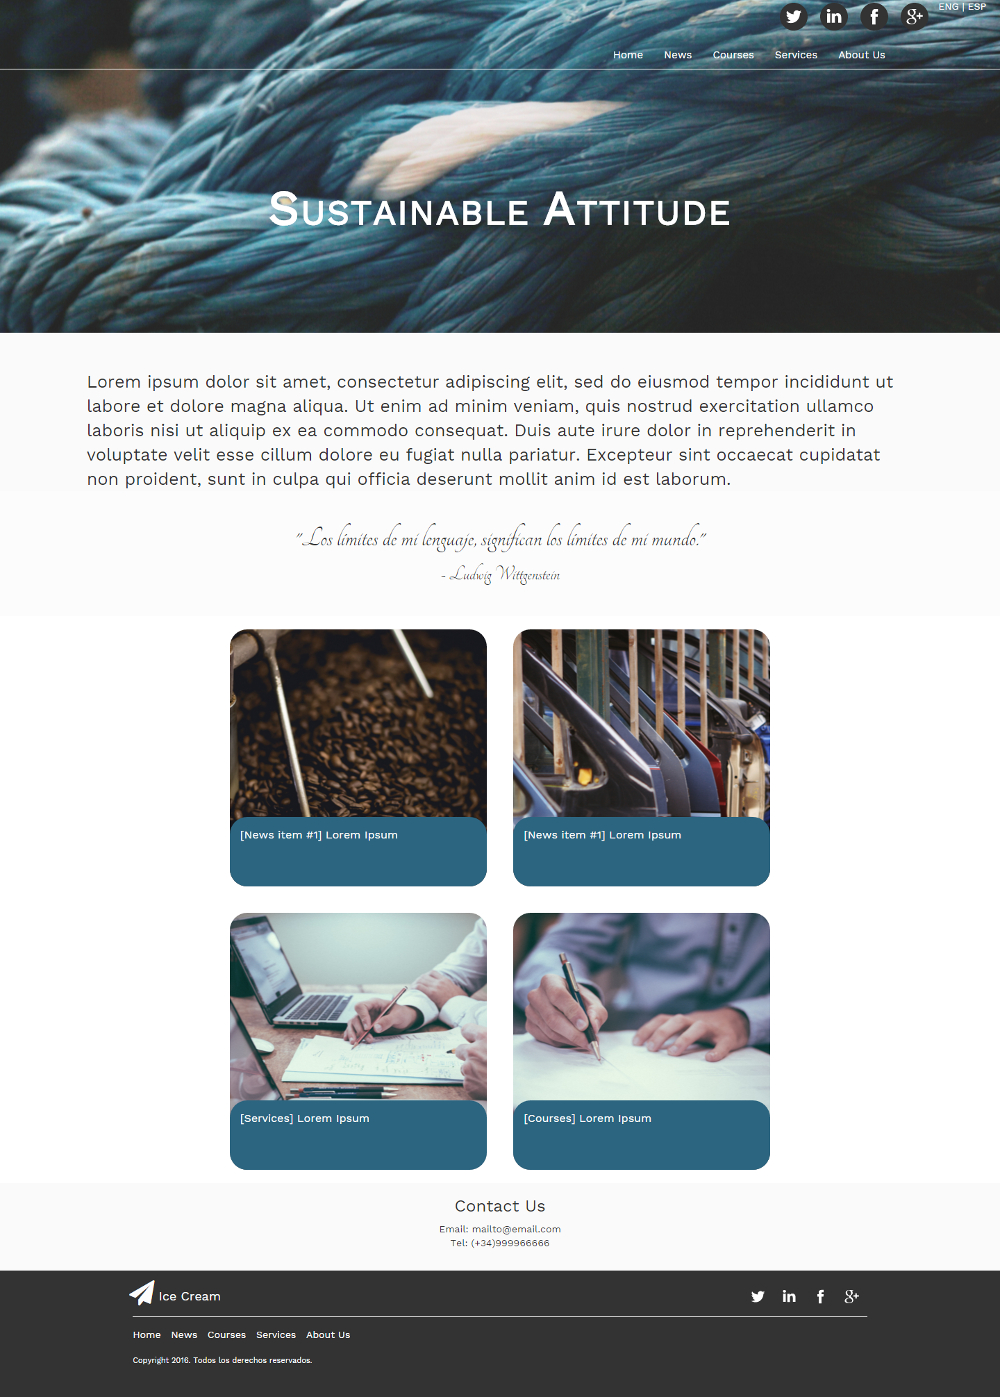 ENG | ESP
Home News Courses Services About Us
Sustainable Attitude
Lorem ipsum dolor sit amet, consectetur adipiscing elit, sed do eiusmod tempor incididunt ut
labore et dolore magna aliqua. Ut enim ad minim veniam, quis nostrud exercitation ullamco
laboris nisi ut aliquip ex ea commodo consequat. Duis aute irure dolor in reprehenderit in
voluptate velit esse cillum dolore eu fugiat nulla pariatur. Excepteur sint occaecat cupidatat
non proident, sunt in culpa qui officia deserunt mollit anim id est laborum.
"Los límites de mi lenguaje, significan los límites de mi mundo."
- Ludwig Wittgenstein
[News item #1] Lorem Ipsum
[News item #1] Lorem Ipsum
[Services] Lorem Ipsum
[Courses] Lorem Ipsum
Contact Us
Email: mailto@email.com
Tel: (+34)999966666
Ice Cream
Home News Courses Services About Us
Copyright 2016. Todos los derechos reservados.